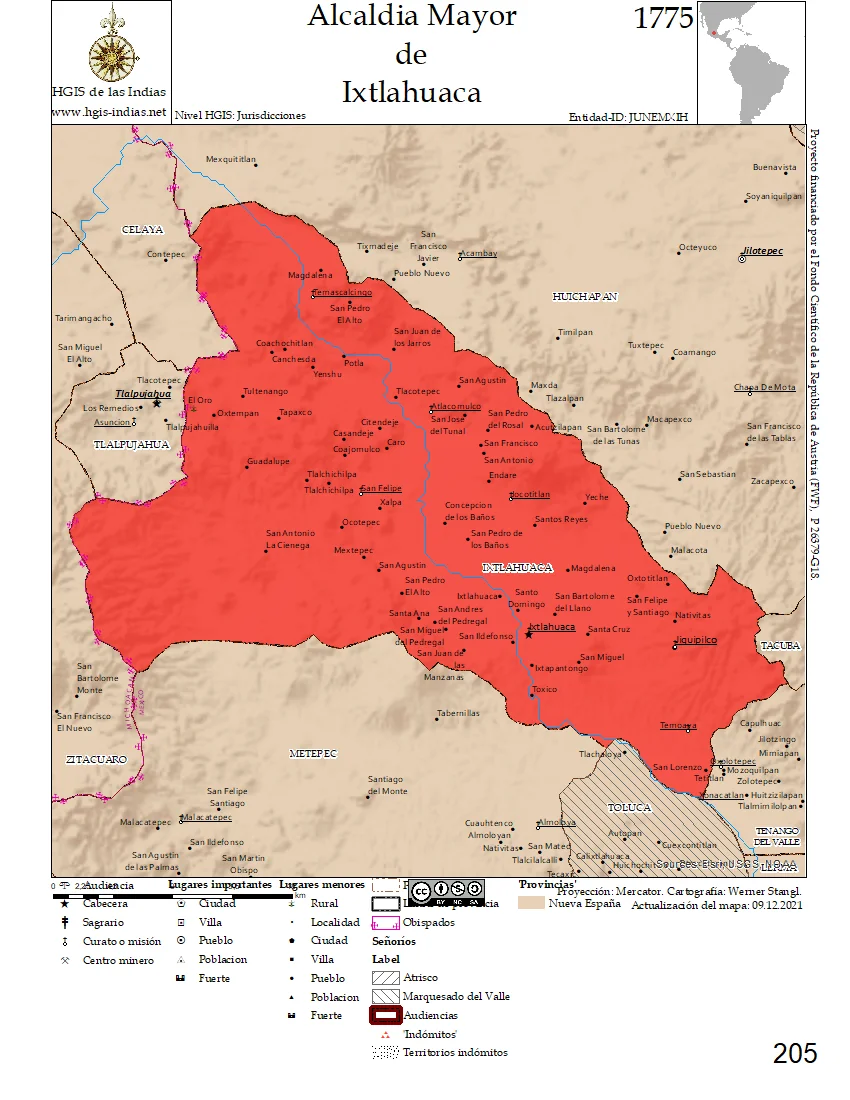 Alcaldia Mayor
de
Ixtlahuaca
1775
HGIS de las Indias
www.hgis-indias.net
Nivel HGIS: Jurisdicciones
Entidad-ID: JUNEMXIH
Proyecto financiado por el Fondo Científico de la República de Austria (FWF), P 26379-G18.
Mexquititlan
Buenavista
Soyaniquilpan
CELAYA
San
Francisco
Javier
Tixmadeje
Acambay
Octeyuco
Jilotepec
Contepec
Pueblo Nuevo
Magdalena
Temascalcingo
HUICHAPAN
San Pedro
El Alto
Tarimangacho
San Juan de
los Jarros
Timilpan
San Miguel
El Alto
Coachochitlan
Canchesda
Potla
Yenshu
Tuxtepec
Coamango
Tlacotepec
Tlalpujahua
Los Remedios
Asuncion
El Oro
Tlalpujahuilla
Tultenango
Oxtempan
Tapaxco
Tlacotepec
San Agustin
Maxda
Tlazalpan
Chapa De Mota
Atlacomulco
San Jose
del Tunal
San Pedro
del Rosal
Acutzilapan
San Bartolome
de las Tunas
Macapexco
San Francisco
de las Tablas
TLALPUJAHUA
Citendeje
Casandeje
Caro
Coajomulco
San Francisco
San Antonio
Guadalupe
Tlalchichilpa
Tlalchichilpa
San Felipe
Endare
San Sebastian
Zacapexco
Xalpa
Jocotitlan
Yeche
Concepcion
de los Baños
Ocotepec
Santos Reyes
Pueblo Nuevo
San Antonio
La Cienega
San Pedro de
los Baños
Mextepec
Malacota
San Agustin
IXTLAHUACA
Magdalena
Oxtotitlan
San Pedro
El Alto
Ixtlahuaca
Santo
Domingo
San Bartolome
del Llano
San Felipe
y Santiago
Santa Ana
San Andres
del Pedregal
Nativitas
San Miguel
del Pedregal
San Ildefonso
Ixtlahuaca
Santa Cruz
Jiquipilco
TACUBA
San Juan de
las
Manzanas
San Miguel
Ixtapantongo
San
Bartolome
Monte
MICHOACAN
MEXICO
Toxico
San Francisco
El Nuevo
Tabernillas
Temoaya
Capulhuac
Jilotzingo
Mimiapan
ZITACUARO
METEPEC
Tlachaloya
San Lorenzo
Mozoquilpan
Tetitlan
Zolotepec
Xonacatlan
Huitzizilapan
Tlalmimilolpan
Santiago
del Monte
San Felipe
Santiago
TOLUCA
Malacatepec
Malacatepec
Cuauhtenco
Almoloyan
Almoloya
Autopan
TENANGO
DEL VALLE
San Ildefonso
Nativitas
San Mateo
Cuexcontitlan
San Agustin
de las Palmas
San Martin
Obispo
Tlalcilalcalli
Calixtlahuaca
LERMA
km
Audiencia
Cabecera
Sagrario
Curato o misión
Centro minero
Lugares importantes
Ciudad
Villa
Pueblo
Poblacion
Fuerte
Lugares menores
Rural
Localidad
Ciudad
Villa
Pueblo
Poblacion
Fuerte
Obispados
Señoríos
Label
Atrisco
Marquesado del Valle
Audiencias
'Indómitos'
Territorios indómitos
Provincias
Nueva España
Proyección: Mercator. Cartografía: Werner Stangl.
Actualización del mapa: 09.12.2021
BY NC SA
205